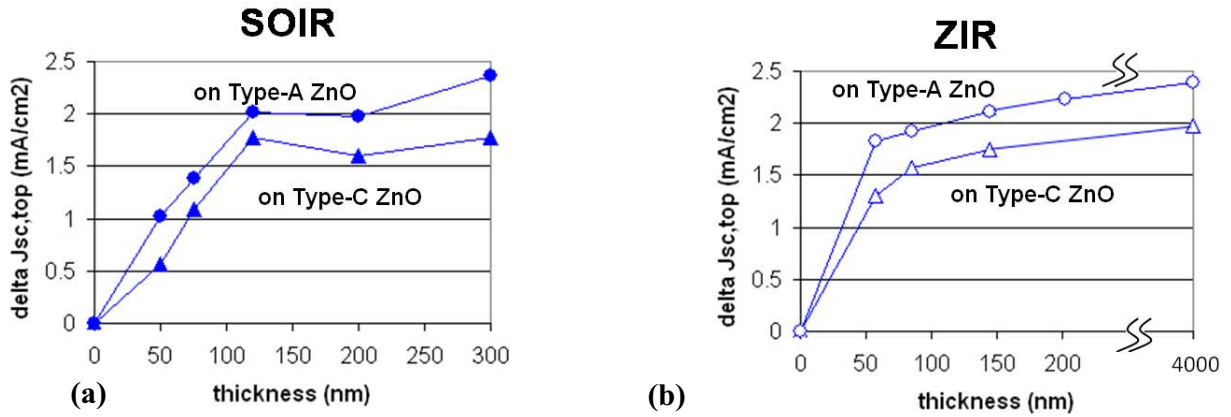 SOIR
2.5
2
1.5
1
0.5
0
delta Jsc,top (mA/cm2)
on Type-A ZnO
on Type-C ZnO
0 50 100 150 200 250 300
thickness (nm)
(a)
ZIR
2.5
2
1.5
1
0.5
0
delta Jsc,top (mA/cm2)
on Type-A ZnO
on Type-C ZnO
0 50 100 150 200 4000
thickness (nm)
(b)